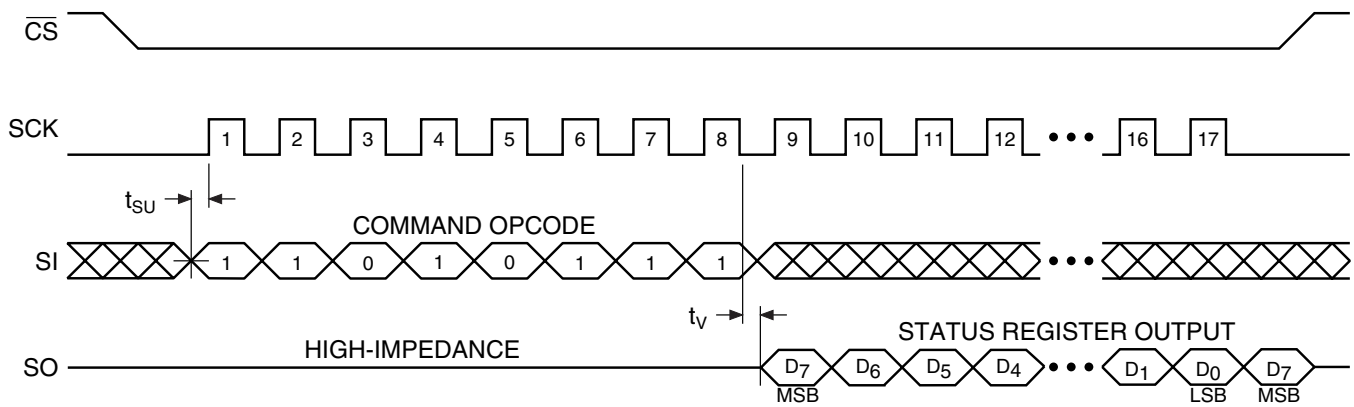 CS
SCK
1 2 3 4 5 6 7 8 9 10 11 12 ••• 16 17
tSU
COMMAND OPCODE
SI
1 1 0 1 0 1 1 1 •••
tV
STATUS REGISTER OUTPUT
HIGH-IMPEDANCE
SO
D7 D6 D5 D4 ••• D1 D0 D7
MSB LSB MSB